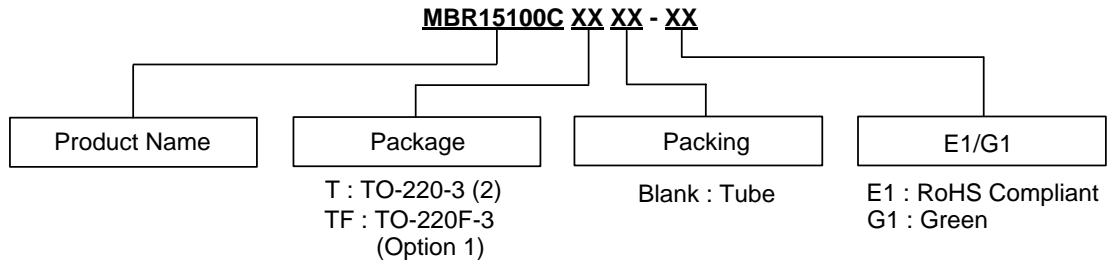 MBR15100C XX XX - XX
Product Name
Package
Packing
E1/G1
T : TO-220-3 (2)
TF : TO-220F-3
(Option 1)
Blank : Tube
E1 : RoHS Compliant
G1 : Green